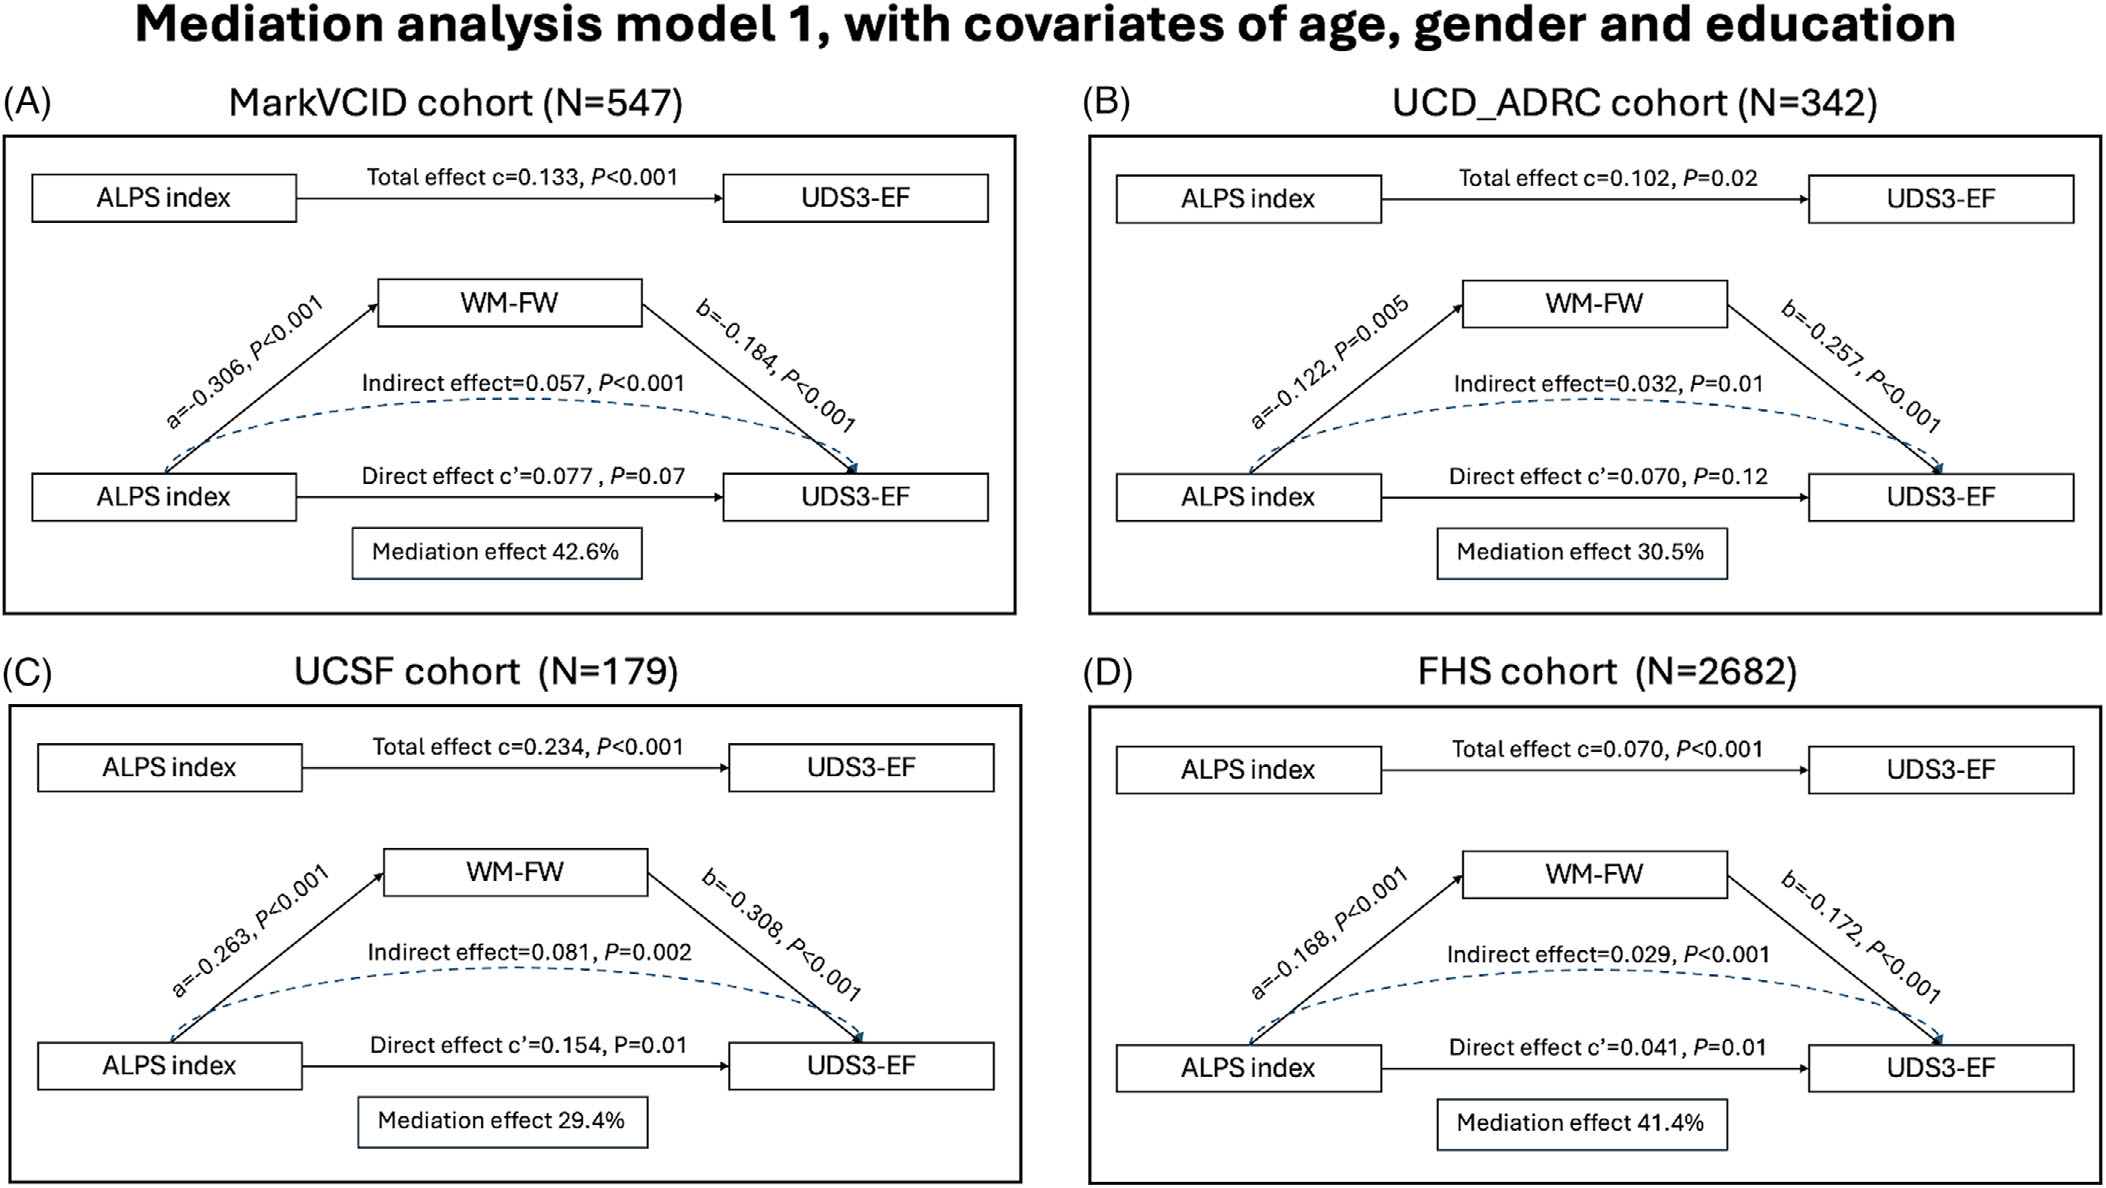 Mediation analysis model 1, with covariates of age, gender and education
(A)
MarkVCID cohort (N=547)
ALPS index
Total effect c=0.133, P<0.001
UDS3-EF
WM-FW
a=-0.306, P<0.001
b=-0.184, P<0.001
Indirect effect=0.057, P<0.001
ALPS index
Direct effect c’=0.077 , P=0.07
UDS3-EF
Mediation effect 42.6%
(B)
UCD_ADRC cohort (N=342)
ALPS index
Total effect c=0.102, P=0.02
UDS3-EF
WM-FW
a=-0.122, P=0.005
b=-0.257, P<0.001
Indirect effect=0.032, P=0.01
ALPS index
Direct effect c’=0.070, P=0.12
UDS3-EF
Mediation effect 30.5%
(C)
UCSF cohort (N=179)
ALPS index
Total effect c=0.234, P<0.001
UDS3-EF
WM-FW
a=-0.263, P<0.001
b=-0.308, P<0.001
Indirect effect=0.081, P=0.002
ALPS index
Direct effect c’=0.154, P=0.01
UDS3-EF
Mediation effect 29.4%
(D)
FHS cohort (N=2682)
ALPS index
Total effect c=0.070, P<0.001
UDS3-EF
WM-FW
a=-0.168, P<0.001
b=-0.172, P<0.001
Indirect effect=0.029, P<0.001
ALPS index
Direct effect c’=0.041, P=0.01
UDS3-EF
Mediation effect 41.4%